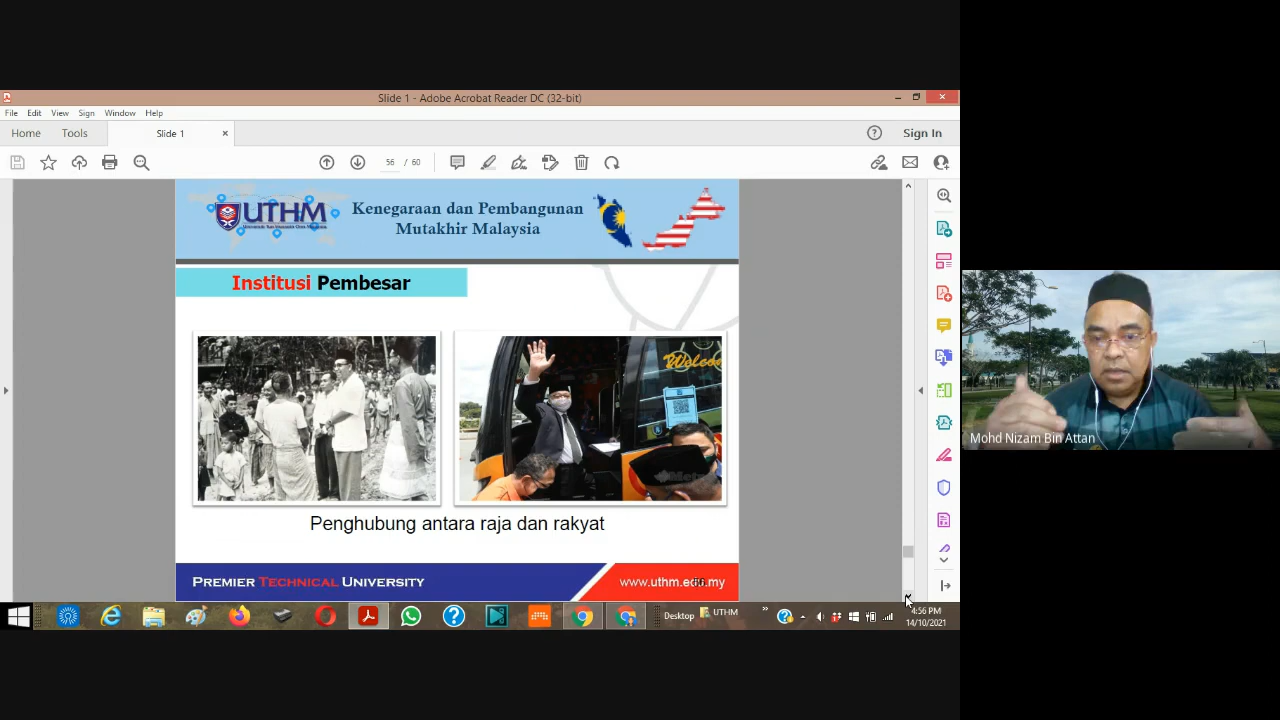 Slide 1 - Adobe Acrobat Reader DC (32-bit)
File Edit View Sign Window Help
Home Tools Slide 1 × Sign In
56 / 60
UTHM
Kenegaraan dan Pembangunan
Mutakhir Malaysia
Institusi Pembesar
Welcome
Penghubung antara raja dan rakyat
PREMIER TECHNICAL UNIVERSITY
www.uthm.edu.my
Mohd Nizam Bin Attan
Desktop UTHM
4:56 PM
14/10/2021